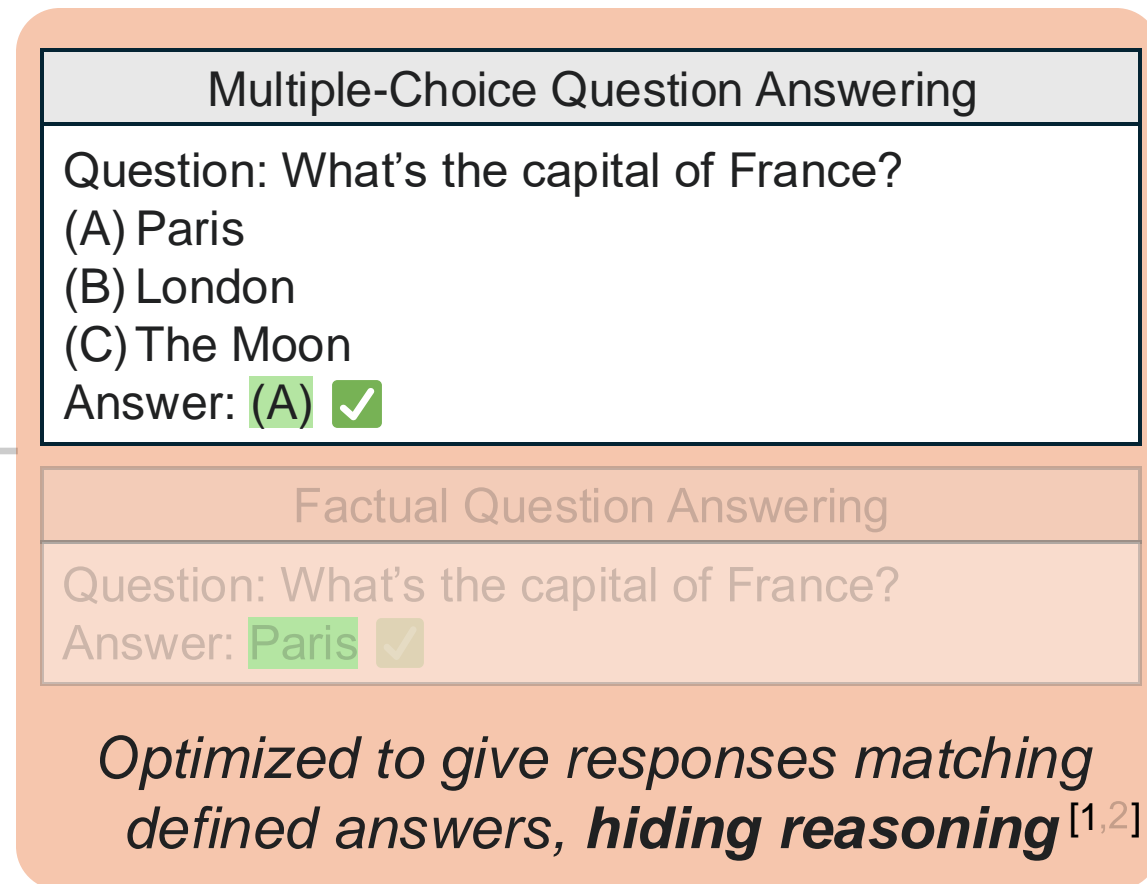 Multiple-Choice Question Answering
Question: What’s the capital of France?
(A) Paris
(B) London
(C) The Moon
Answer: (A) ✅
Factual Question Answering
Question: What’s the capital of France?
Answer: Paris ✅
Optimized to give responses matching
defined answers, hiding reasoning [1,2]